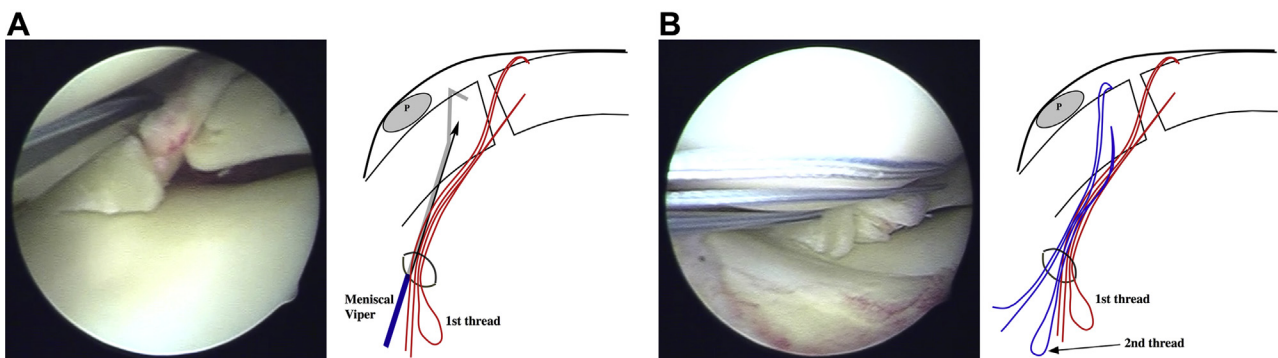 A
P
Meniscal
Viper
1st thread
B
P
1st thread
2nd thread